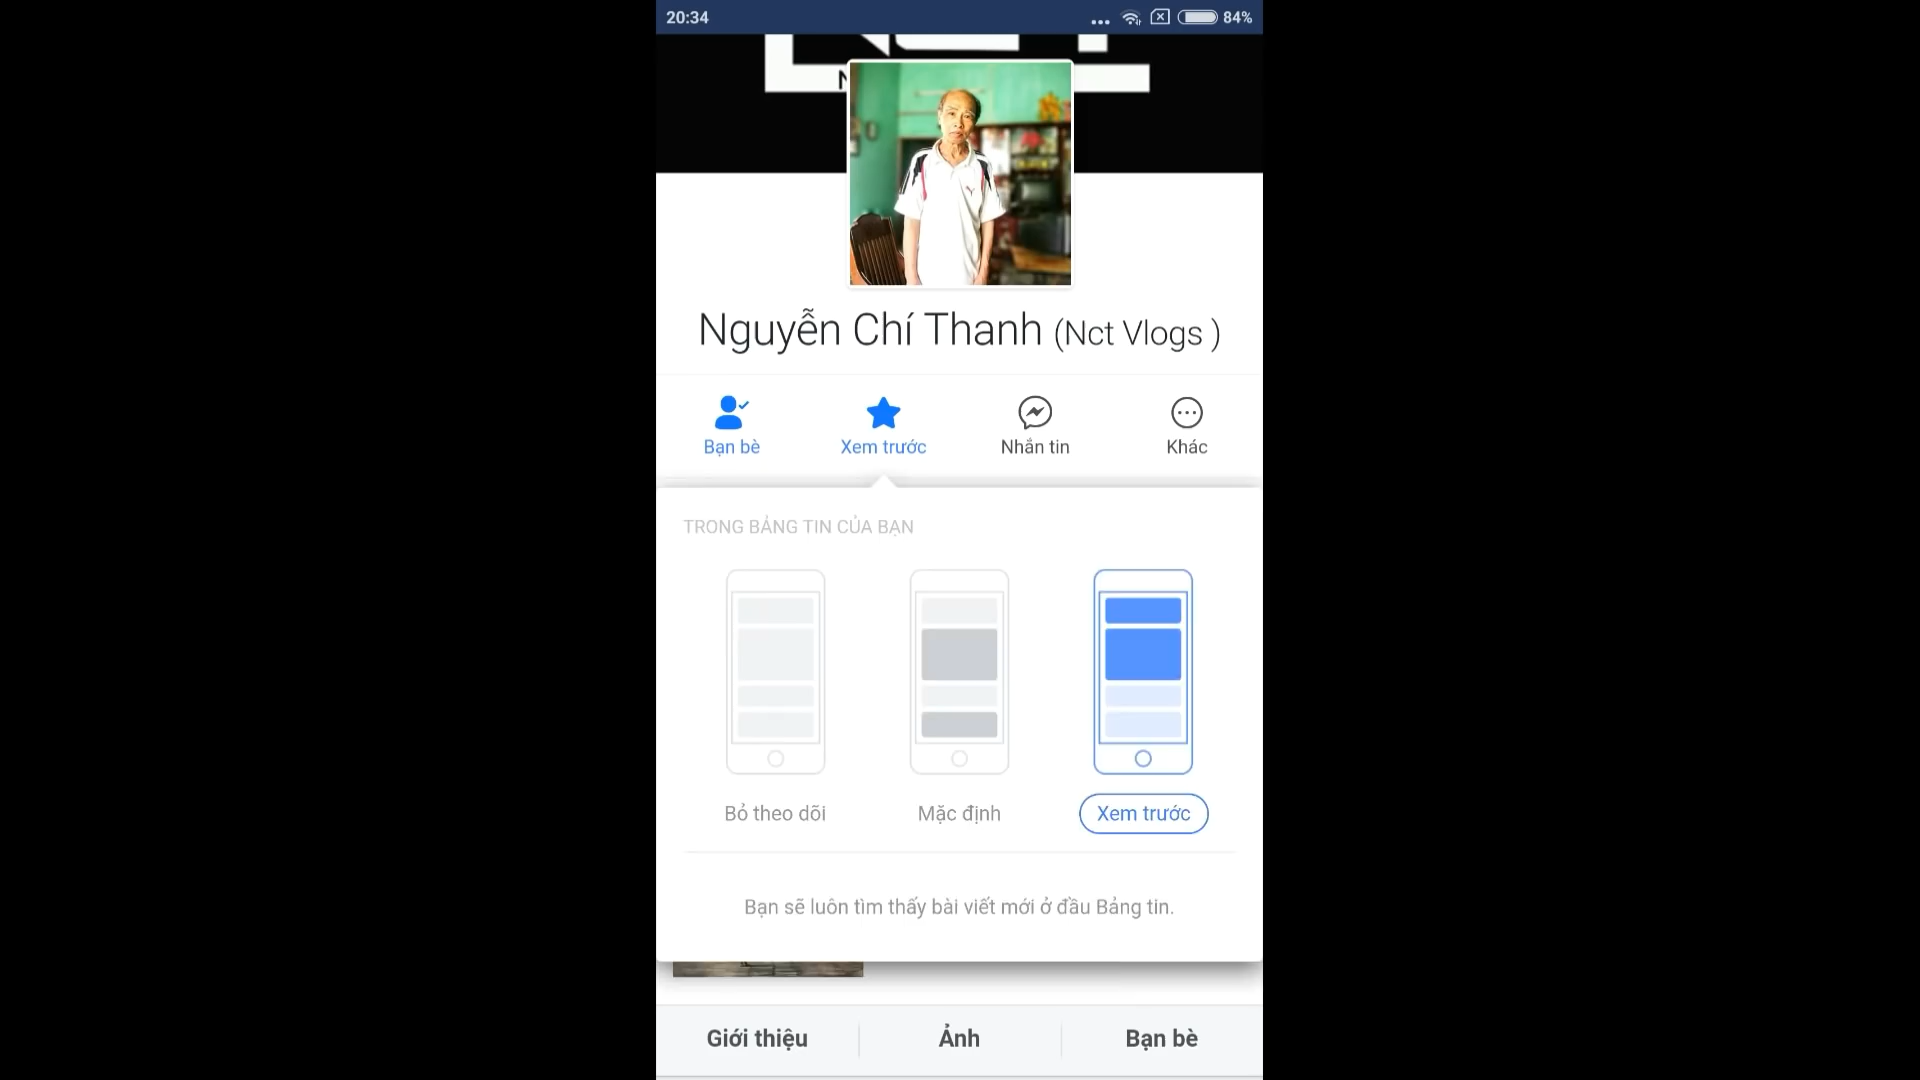 20:34
84%
Nguyễn Chí Thanh (Nct Vlogs )
Bạn bè
Xem trước
Nhắn tin
Khác
TRONG BẢNG TIN CỦA BẠN
Bỏ theo dõi
Mặc định
Xem trước
Bạn sẽ luôn tìm thấy bài viết mới ở đầu Bảng tin.
Giới thiệu
Ảnh
Bạn bè